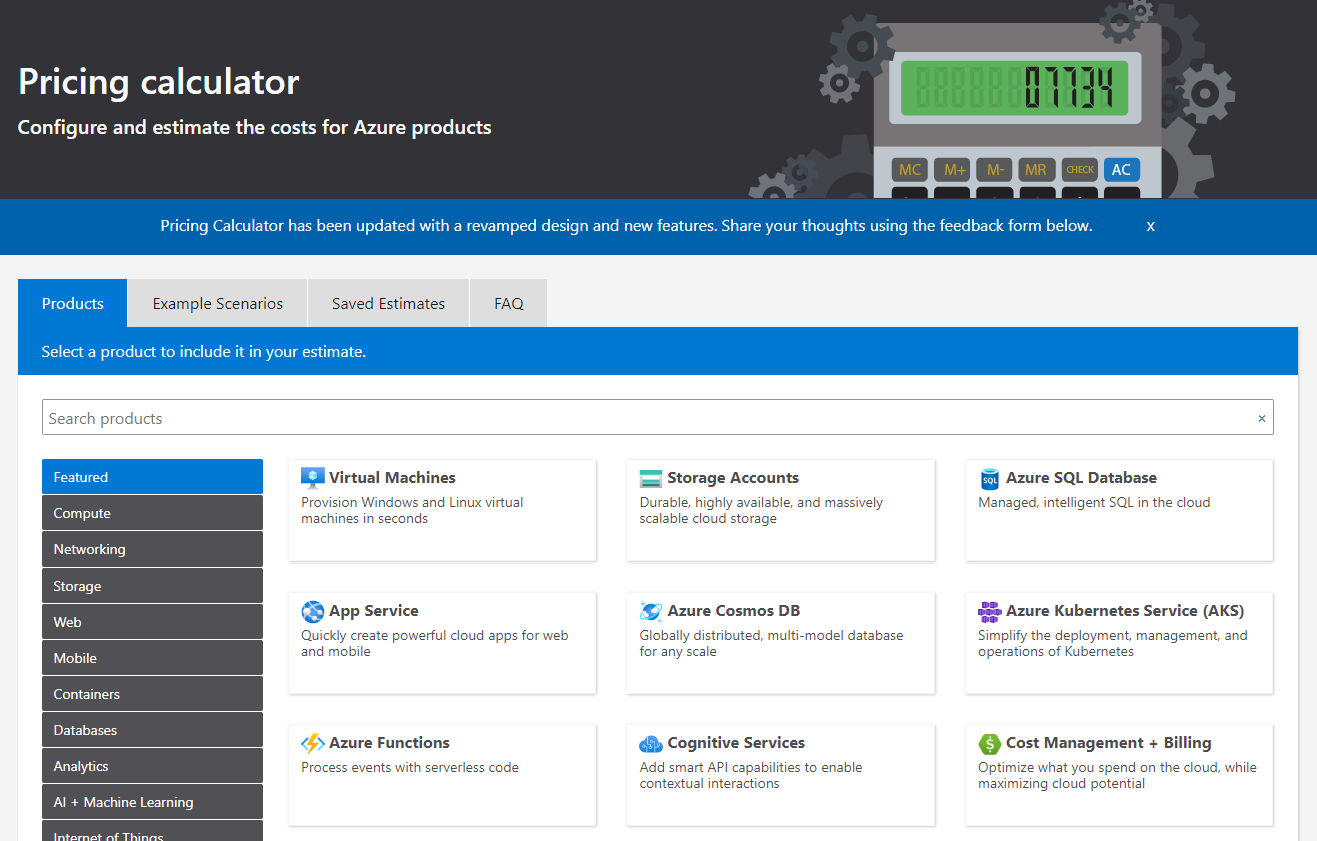 Pricing calculator
Configure and estimate the costs for Azure products
07734
MC M+ M- MR CHECK AC
Pricing Calculator has been updated with a revamped design and new features. Share your thoughts using the feedback form below. x
Products Example Scenarios Saved Estimates FAQ
Select a product to include it in your estimate.
Search products ×
Featured
Compute
Networking
Storage
Web
Mobile
Containers
Databases
Analytics
AI + Machine Learning
Internet of Things
Virtual Machines
Provision Windows and Linux virtual
machines in seconds
Storage Accounts
Durable, highly available, and massively
scalable cloud storage
SQL
Azure SQL Database
Managed, intelligent SQL in the cloud
App Service
Quickly create powerful cloud apps for web
and mobile
Azure Cosmos DB
Globally distributed, multi-model database
for any scale
Azure Kubernetes Service (AKS)
Simplify the deployment, management, and
operations of Kubernetes
Azure Functions
Process events with serverless code
Cognitive Services
Add smart API capabilities to enable
contextual interactions
$
Cost Management + Billing
Optimize what you spend on the cloud, while
maximizing cloud potential